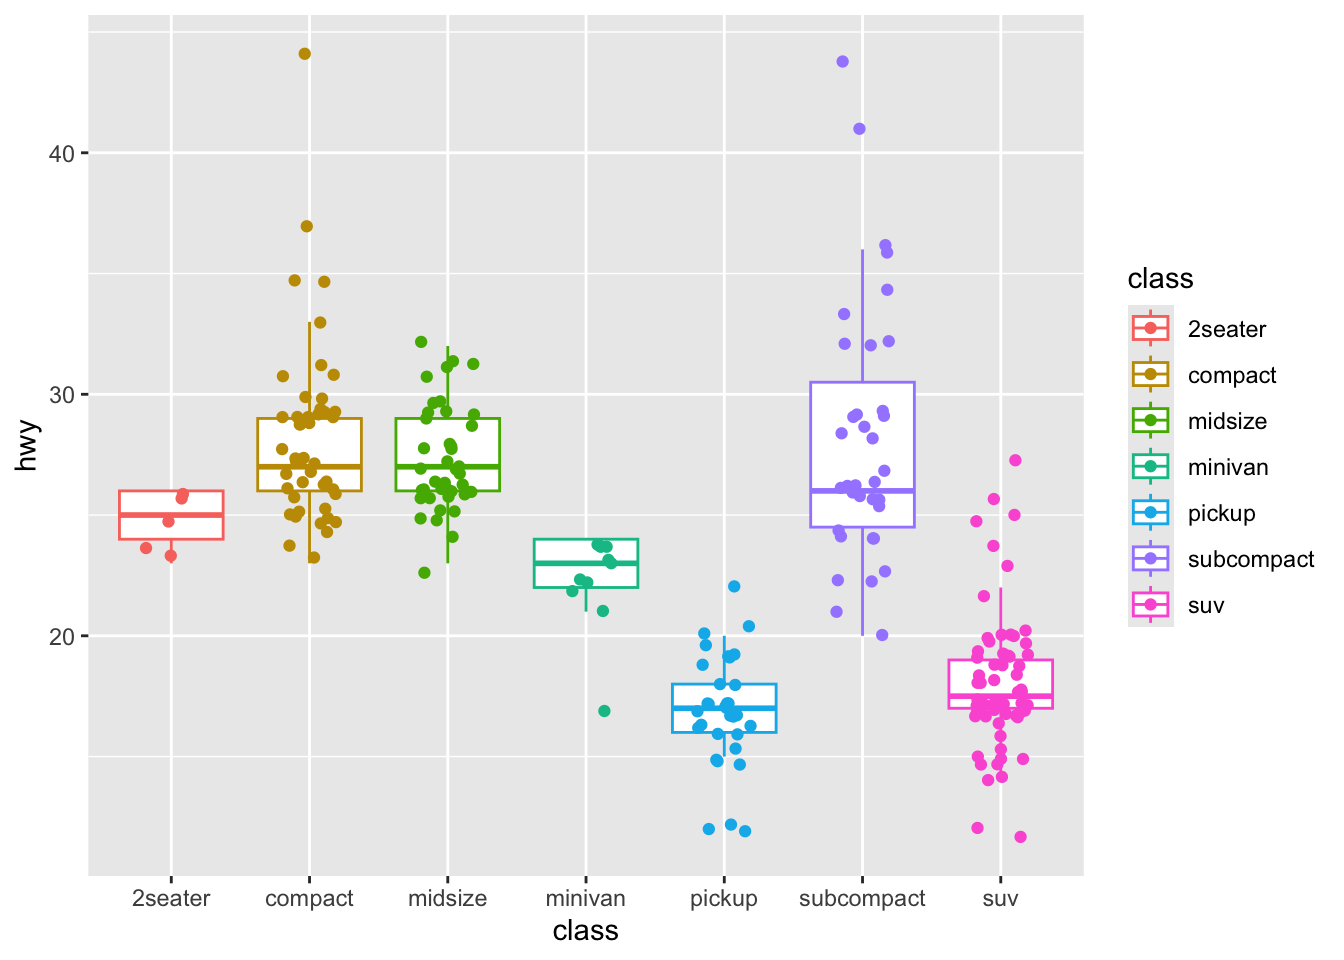 hwy
40
30
20
2seater
compact
midsize
minivan
pickup
subcompact
suv
class
class
2seater
compact
midsize
minivan
pickup
subcompact
suv